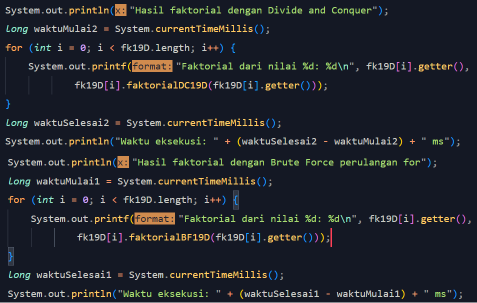 System.out.println(x: "Hasil faktorial dengan Divide and Conquer");
long waktuMulai2 = System.currentTimeMillis();
for (int i = 0; i < fk19D.length; i++) {
System.out.printf(format: "Faktorial dari nilai %d: %d\n", fk19D[i].getter(),
fk19D[i].faktorialDC19D(fk19D[i].getter()));
}
long waktuSelesai2 = System.currentTimeMillis();
System.out.println("Waktu eksekusi: " + (waktuSelesai2 - waktuMulai2) + " ms");
System.out.println(x: "Hasil faktorial dengan Brute Force perulangan for");
long waktuMulai1 = System.currentTimeMillis();
for (int i = 0; i < fk19D.length; i++) {
System.out.printf(format: "Faktorial dari nilai %d: %d\n", fk19D[i].getter(),
fk19D[i].faktorialBF19D(fk19D[i].getter()));
}
long waktuSelesai1 = System.currentTimeMillis();
System.out.println("Waktu eksekusi: " + (waktuSelesai1 - waktuMulai1) + " ms");